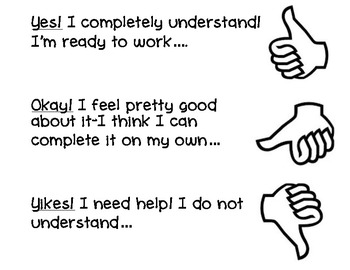 Yes! I completely understand!
I'm ready to work....
Okay! I feel pretty good
about it-I think I can
complete it on my own...
Yikes! I need help! I do not
understand...